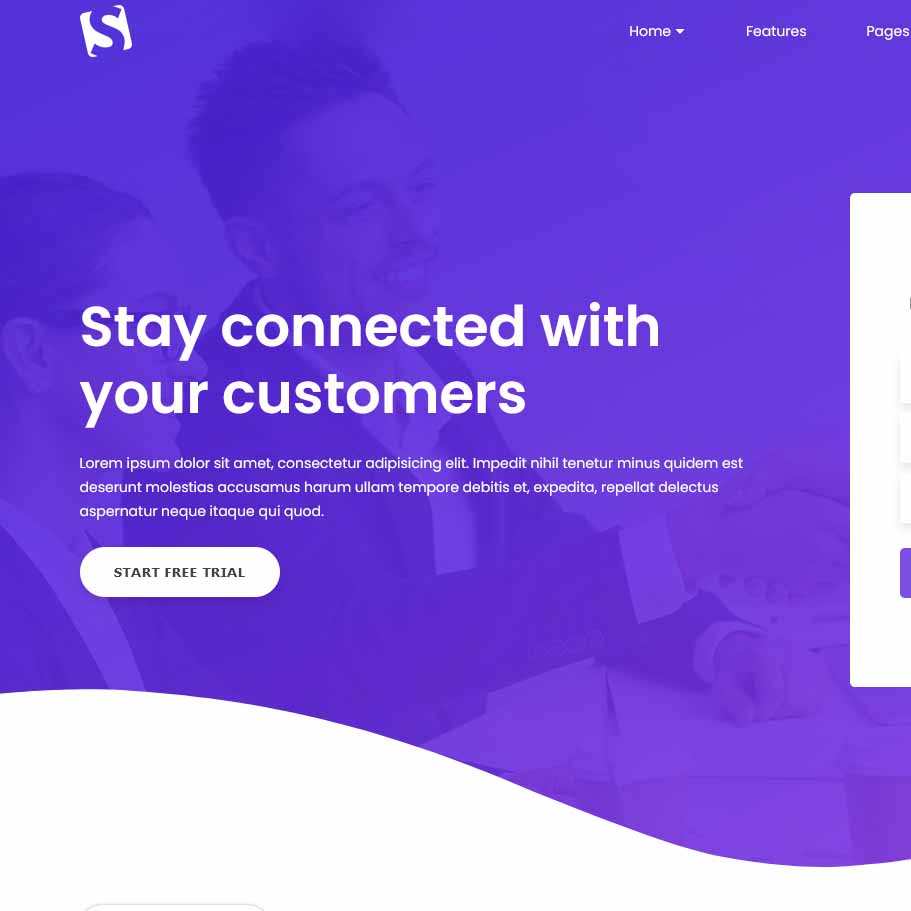 S
Home Features Pages
Stay connected with
your customers
Lorem ipsum dolor sit amet, consectetur adipisicing elit. Impedit nihil tenetur minus quidem est
deserunt molestias accusamus harum ullam tempore debitis et, expedita, repellat delectus
aspernatur neque itaque qui quod.
START FREE TRIAL